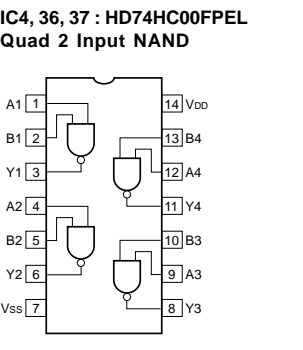 IC4, 36, 37 : HD74HC00FPEL
Quad 2 Input NAND
A1 1 14 VDD
B1 2 13 B4
Y1 3 12 A4
A2 4 11 Y4
B2 5 10 B3
Y2 6 9 A3
Vss 7 8 Y3